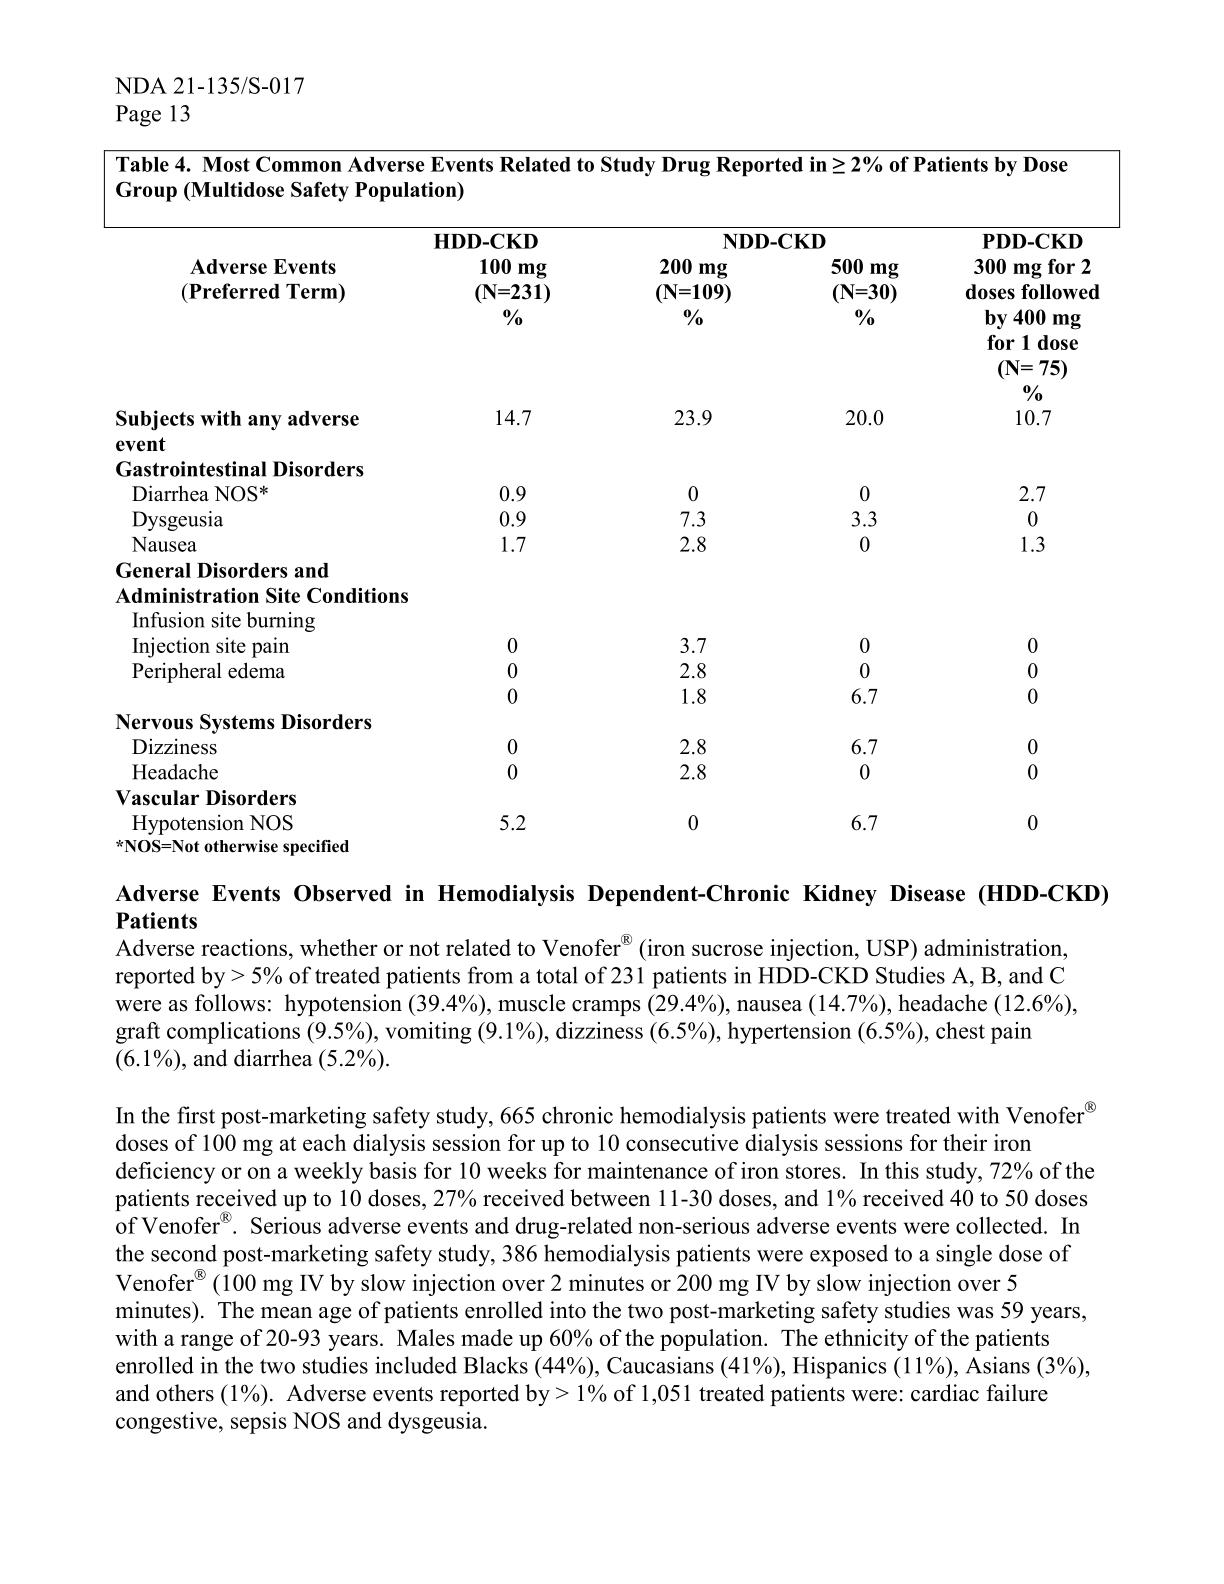 NDA 21-135/S-017
Page 13
Table 4.  Most Common Adverse Events Related to Study Drug Reported in ≥ 2% of Patients by Dose
Group (Multidose Safety Population)
HDD-CKD NDD-CKD PDD-CKD
Adverse Events 100 mg 200 mg 500 mg 300 mg for 2
(Preferred Term) (N=231) (N=109) (N=30) doses followed
% % % by 400 mg
for 1 dose
(N= 75)
%
Subjects with any adverse 14.7 23.9 20.0 10.7
event
Gastrointestinal Disorders
Diarrhea NOS* 0.9 0 0 2.7
Dysgeusia 0.9 7.3 3.3 0
Nausea 1.7 2.8 0 1.3
General Disorders and
Administration Site Conditions
Infusion site burning
Injection site pain 0 3.7 0 0
Peripheral edema 0 2.8 0 0
0 1.8 6.7 0
Nervous Systems Disorders
Dizziness 0 2.8 6.7 0
Headache 0 2.8 0 0
Vascular Disorders
Hypotension NOS 5.2 0 6.7 0
*NOS=Not otherwise specified
Adverse Events Observed in Hemodialysis Dependent-Chronic Kidney Disease (HDD-CKD)
Patients
Adverse reactions, whether or not related to Venofer® (iron sucrose injection, USP) administration,
reported by > 5% of treated patients from a total of 231 patients in HDD-CKD Studies A, B, and C
were as follows:  hypotension (39.4%), muscle cramps (29.4%), nausea (14.7%), headache (12.6%),
graft complications (9.5%), vomiting (9.1%), dizziness (6.5%), hypertension (6.5%), chest pain
(6.1%), and diarrhea (5.2%).
In the first post-marketing safety study, 665 chronic hemodialysis patients were treated with Venofer®
doses of 100 mg at each dialysis session for up to 10 consecutive dialysis sessions for their iron
deficiency or on a weekly basis for 10 weeks for maintenance of iron stores.  In this study, 72% of the
patients received up to 10 doses, 27% received between 11-30 doses, and 1% received 40 to 50 doses
of Venofer®.  Serious adverse events and drug-related non-serious adverse events were collected.  In
the second post-marketing safety study, 386 hemodialysis patients were exposed to a single dose of
Venofer® (100 mg IV by slow injection over 2 minutes or 200 mg IV by slow injection over 5
minutes).  The mean age of patients enrolled into the two post-marketing safety studies was 59 years,
with a range of 20-93 years.  Males made up 60% of the population.  The ethnicity of the patients
enrolled in the two studies included Blacks (44%), Caucasians (41%), Hispanics (11%), Asians (3%),
and others (1%).  Adverse events reported by > 1% of 1,051 treated patients were: cardiac failure
congestive, sepsis NOS and dysgeusia.